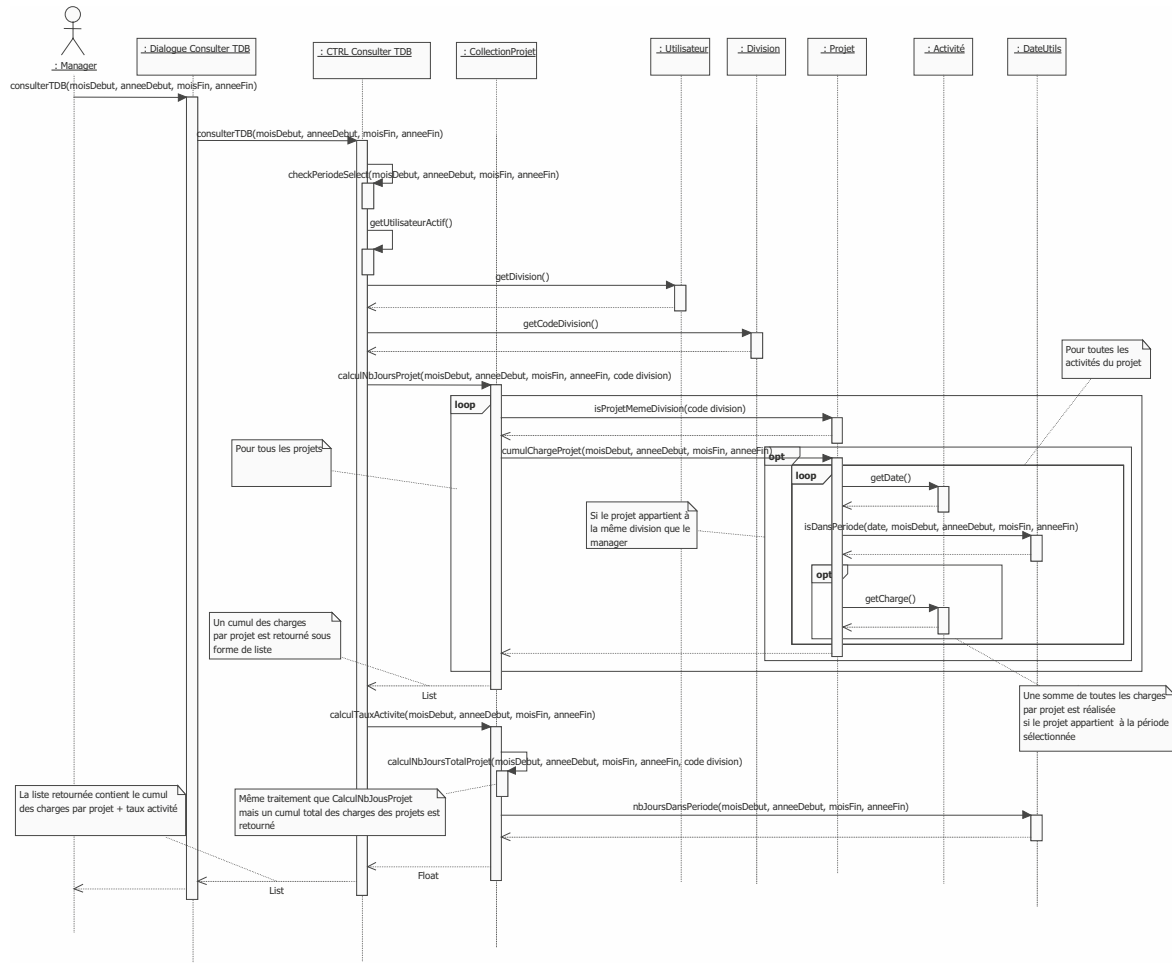 : Manager
: Dialogue Consulter TDB
: CTRL Consulter TDB
: CollectionProjet
: Utilisateur
: Division
: Projet
: Activité
: DateUtils
consulterTDB(moisDebut, anneeDebut, moisFin, anneeFin)
consulterTDB(moisDebut, anneeDebut, moisFin, anneeFin)
checkPeriodeSelect(moisDebut, anneeDebut, moisFin, anneeFin)
getUtilisateurActif()
getDivision()
getCodeDivision()
Pour toutes les
activités du projet
calculNbJoursProjet(moisDebut, anneeDebut, moisFin, anneeFin, code division)
loop
isProjetMemeDivision(code division)
Pour tous les projets
cumulChargeProjet(moisDebut, anneeDebut, moisFin, anneeFin)
opt
loop
getDate()
Si le projet appartient à
la même division que le
manager
isDansPeriode(date, moisDebut, anneeDebut, moisFin, anneeFin)
opt
getCharge()
Un cumul des charges
par projet est retourné sous
forme de liste
List
Une somme de toutes les charges
par projet est réalisée
si le projet appartient à la période
sélectionnée
calculTauxActivite(moisDebut, anneeDebut, moisFin, anneeFin)
calculNbJoursTotalProjet(moisDebut, anneeDebut, moisFin, anneeFin, code division)
La liste retournée contient le cumul
des charges par projet + taux activité
Même traitement que CalculNbJousProjet
mais un cumul total des charges des projets est
retourné
nbJoursDansPeriode(moisDebut, anneeDebut, moisFin, anneeFin)
Float
List